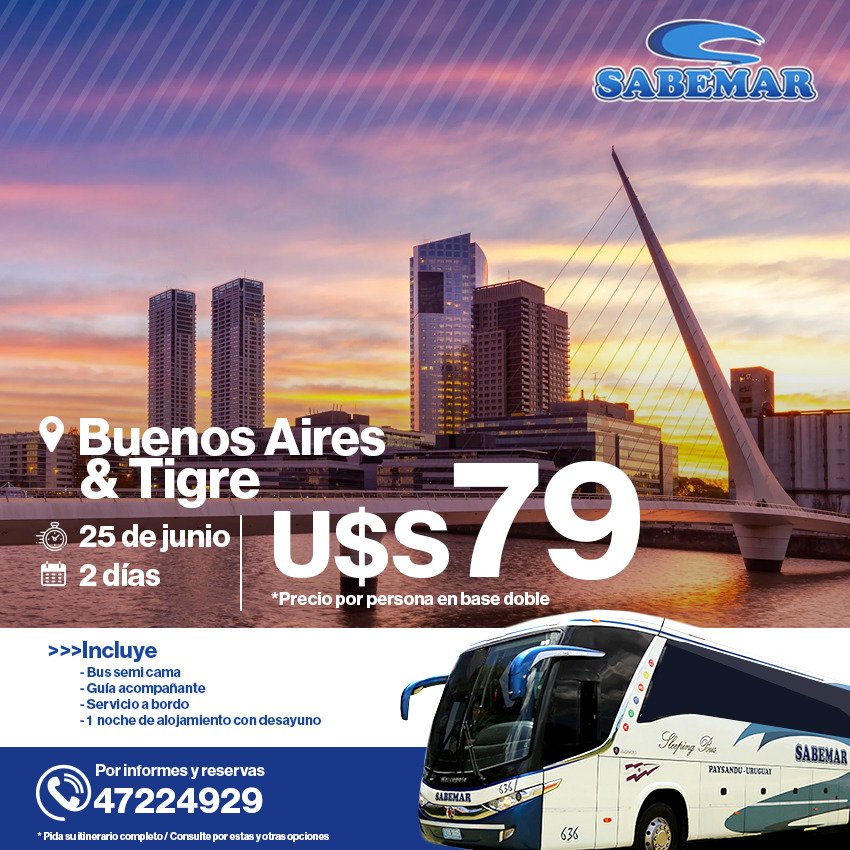 SABEMAR
Buenos Aires
& Tigre
25 de junio
2 días
U$S79
*Precio por persona en base doble
>>>Incluye
- Bus semi cama
- Guía acompañante
- Servicio a bordo
- 1 noche de alojamiento con desayuno
Por informes y reservas
47224929
* Pida su itinerario completo / Consulte por estas y otras opciones
Marcopolo
636
SABEMAR
Sleeping Bus
PAYSANDU - URUGUAY
SABEMAR
636